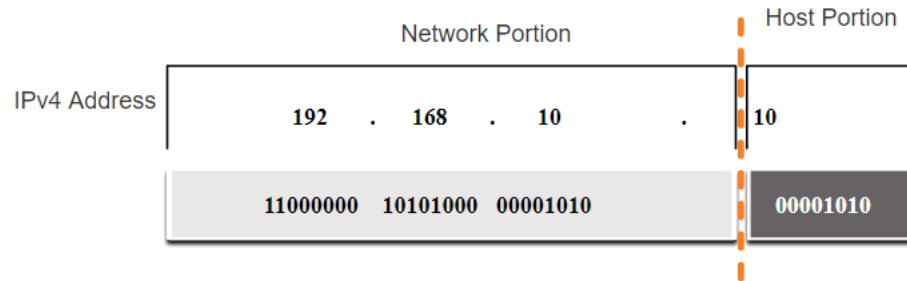 Network Portion
Host Portion
IPv4 Address
192 . 168 . 10 . 10
11000000 10101000 00001010 00001010